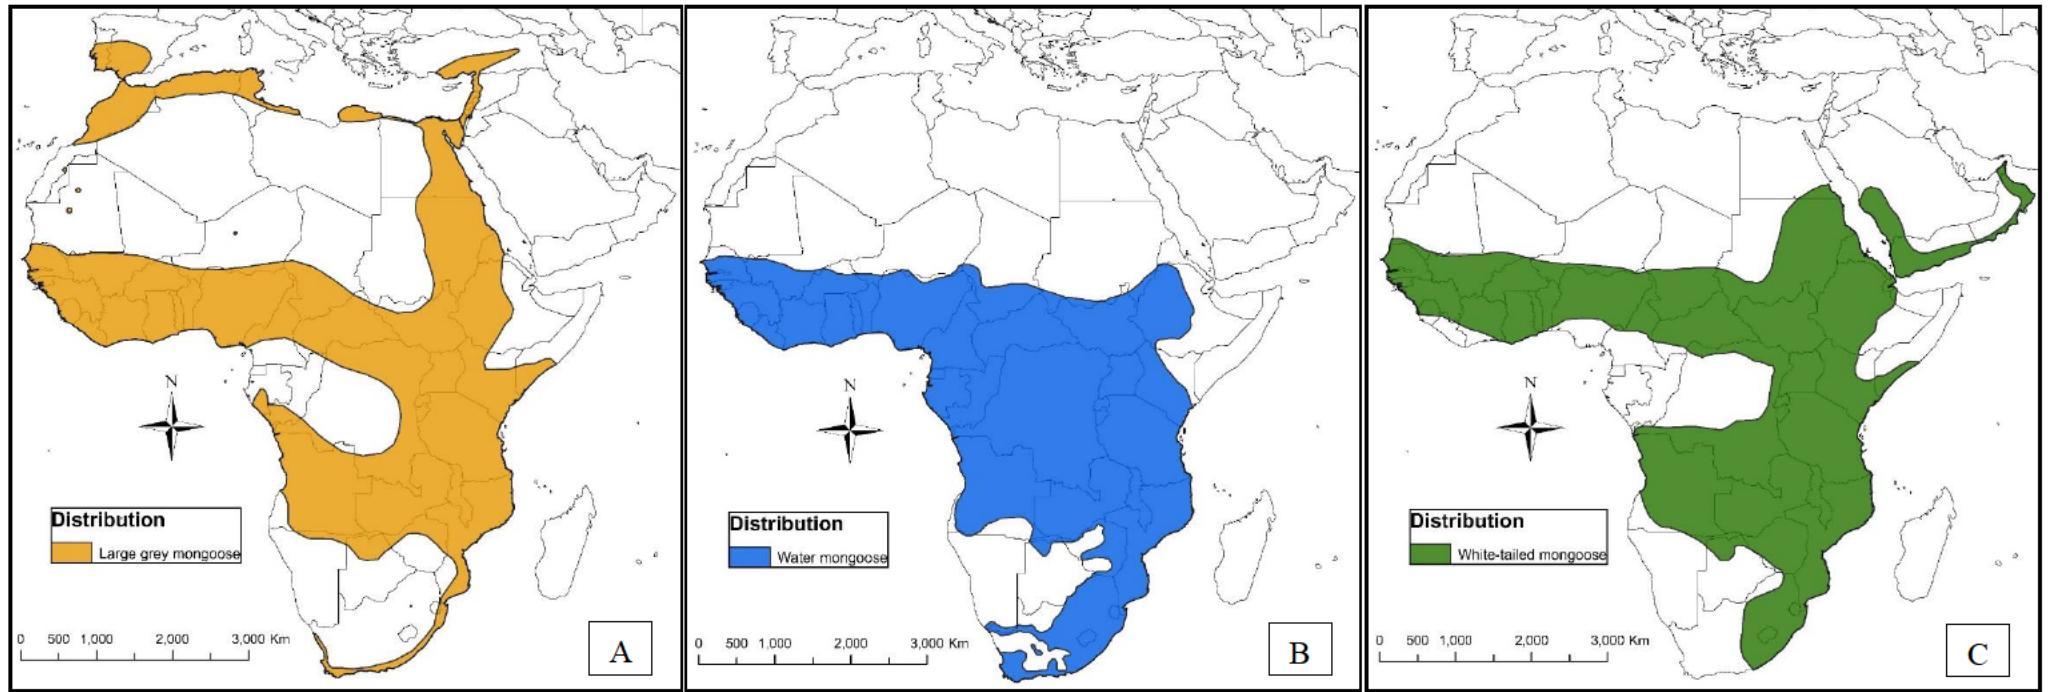 N
Distribution
Large grey mongoose
0 500 1,000 2,000 3,000 Km
A
N
Distribution
Water mongoose
0 500 1,000 2,000 3,000 Km
B
N
Distribution
White-tailed mongoose
0 500 1,000 2,000 3,000 Km
C